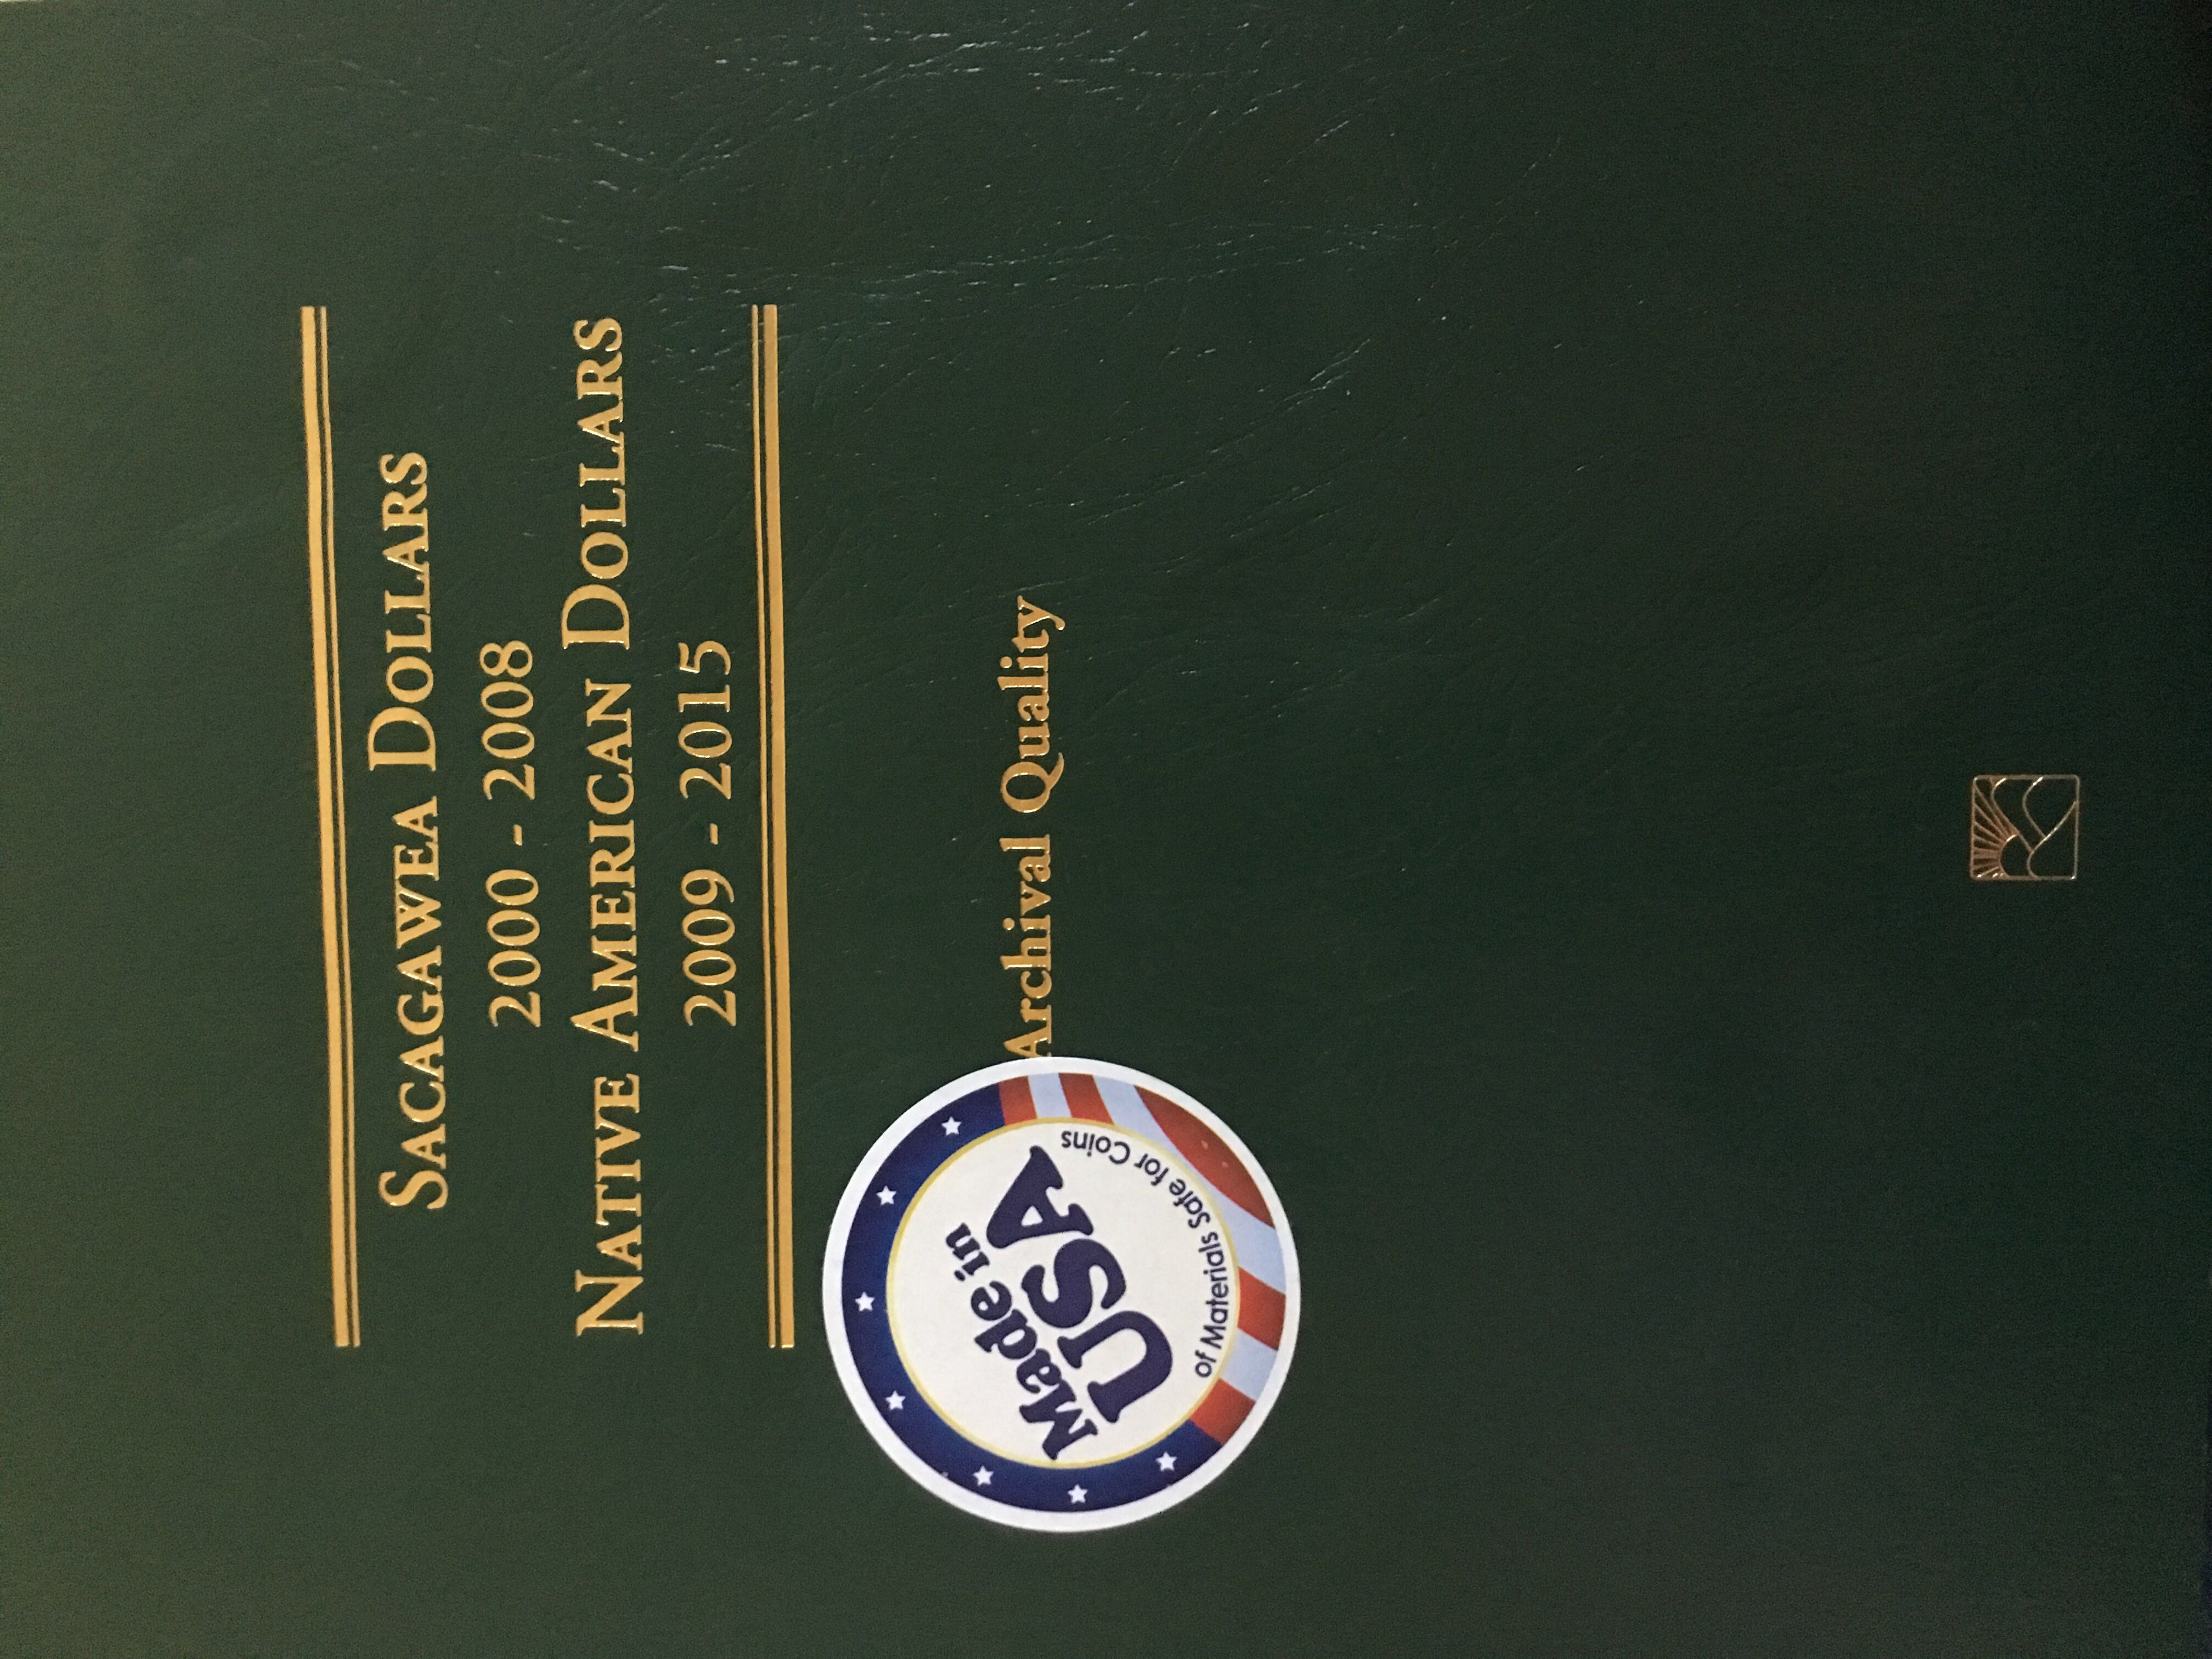 SACAGAWEA DOLLARS
2000 - 2008
NATIVE AMERICAN DOLLARS
2009 - 2015
Archival Quality
Made in
USA
of Materials Safe for Coins